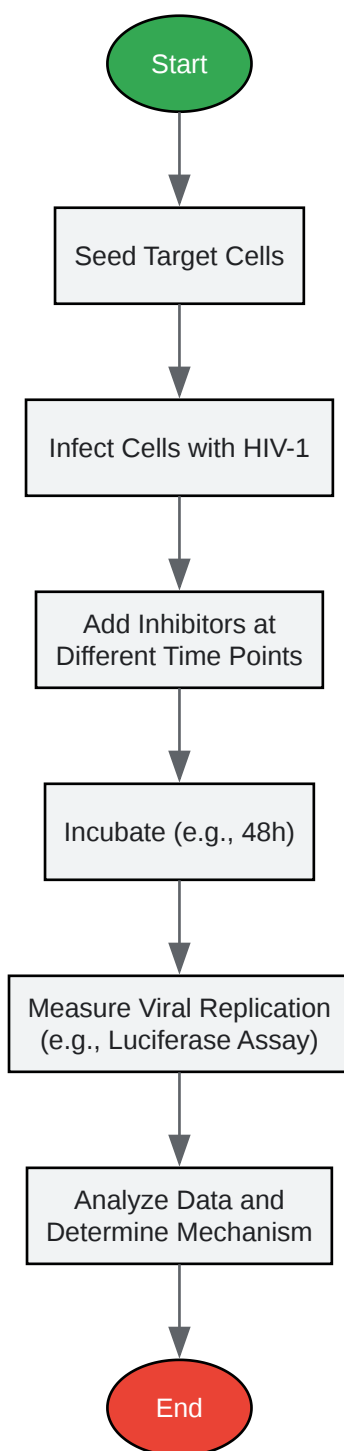 Start
Seed Target Cells
Infect Cells with HIV-1
Add Inhibitors at
Different Time Points
Incubate (e.g., 48h)
Measure Viral Replication
(e.g., Luciferase Assay)
Analyze Data and
Determine Mechanism
End